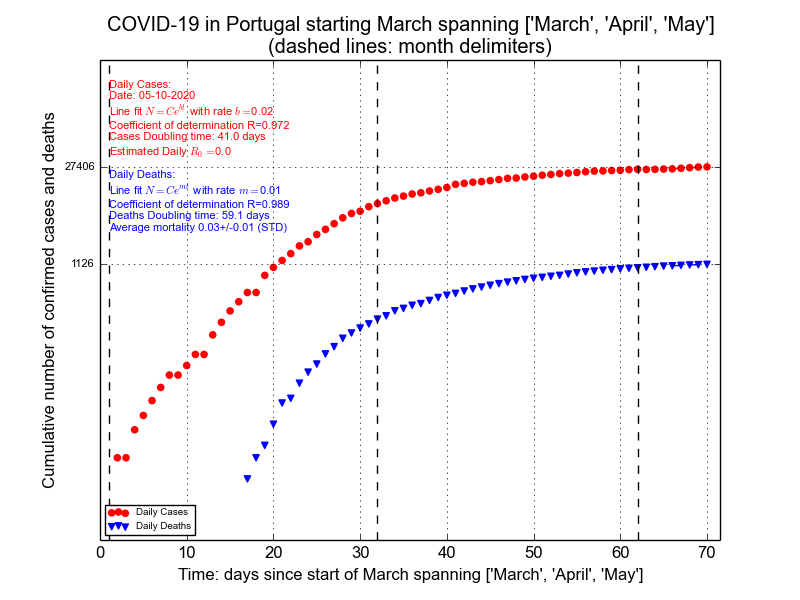 COVID-19 in Portugal starting March spanning ['March', 'April', 'May']
(dashed lines: month delimiters)
Daily Cases:
Date: 05-10-2020
Line fit N = Ce^{bt} with rate b =0.02
Coefficient of determination R=0.972
Cases Doubling time: 41.0 days
Estimated Daily R_0 =0.0
Daily Deaths:
Line fit N = Ce^{mt} with rate m =0.01
Coefficient of determination R=0.989
Deaths Doubling time: 59.1 days
Average mortality 0.03+/-0.01 (STD)
27406
1126
Cumulative number of confirmed cases and deaths
Daily Cases
Daily Deaths
0 10 20 30 40 50 60 70
Time: days since start of March spanning ['March', 'April', 'May']